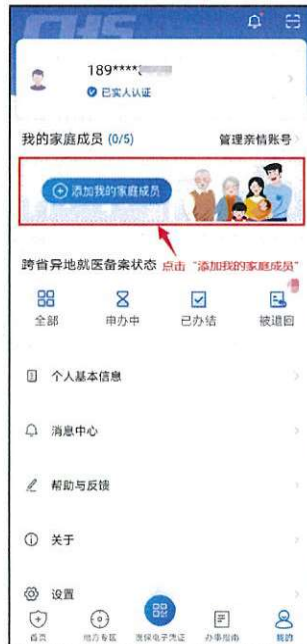 CHS
189****
已实人认证
我的家庭成员 (0/5) 管理亲情账号
添加我的家庭成员
跨省异地就医备案状态 点击“添加我的家庭成员”
全部 申办中 已办结 被退回
个人基本信息
消息中心
帮助与反馈
关于
设置
首页 地方专区 医保电子凭证 办事指南 我的